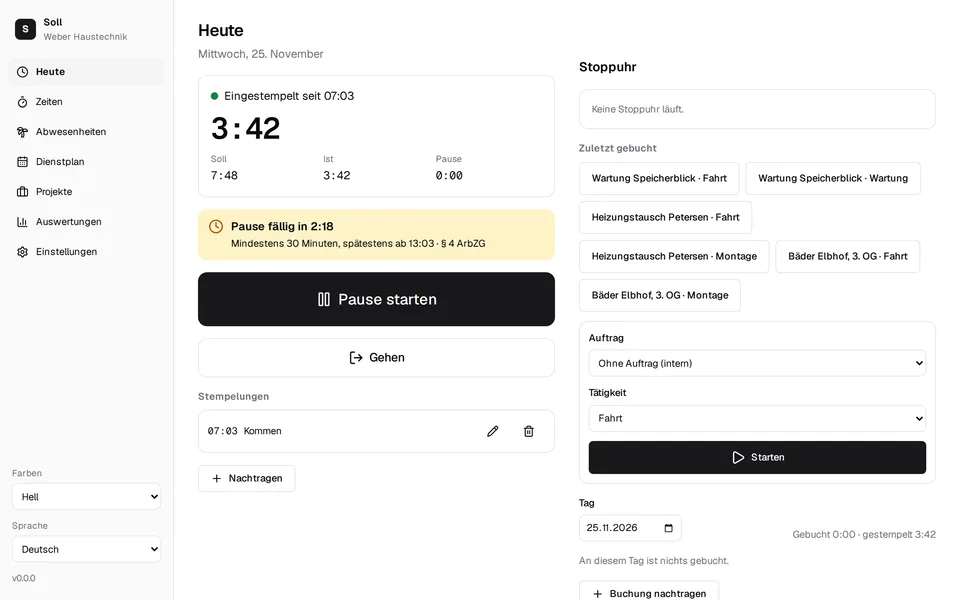 S
Soll
Weber Haustechnik
Heute
Zeiten
Abwesenheiten
Dienstplan
Projekte
Auswertungen
Einstellungen
Farben
Hell
Sprache
Deutsch
v0.0.0
Heute
Mittwoch, 25. November
Eingestempelt seit 07:03
3:42
Soll Ist Pause
7:48 3:42 0:00
Pause fällig in 2:18
Mindestens 30 Minuten, spätestens ab 13:03 · § 4 ArbZG
Pause starten
Gehen
Stempelungen
07:03 Kommen
Nachtragen
Stoppuhr
Keine Stoppuhr läuft.
Zuletzt gebucht
Wartung Speicherblick · Fahrt
Wartung Speicherblick · Wartung
Heizungstausch Petersen · Fahrt
Heizungstausch Petersen · Montage
Bäder Elbhof, 3. OG · Fahrt
Bäder Elbhof, 3. OG · Montage
Auftrag
Ohne Auftrag (intern)
Tätigkeit
Fahrt
Starten
Tag
25.11.2026
Gebucht 0:00 · gestempelt 3:42
An diesem Tag ist nichts gebucht.
Buchung nachtragen